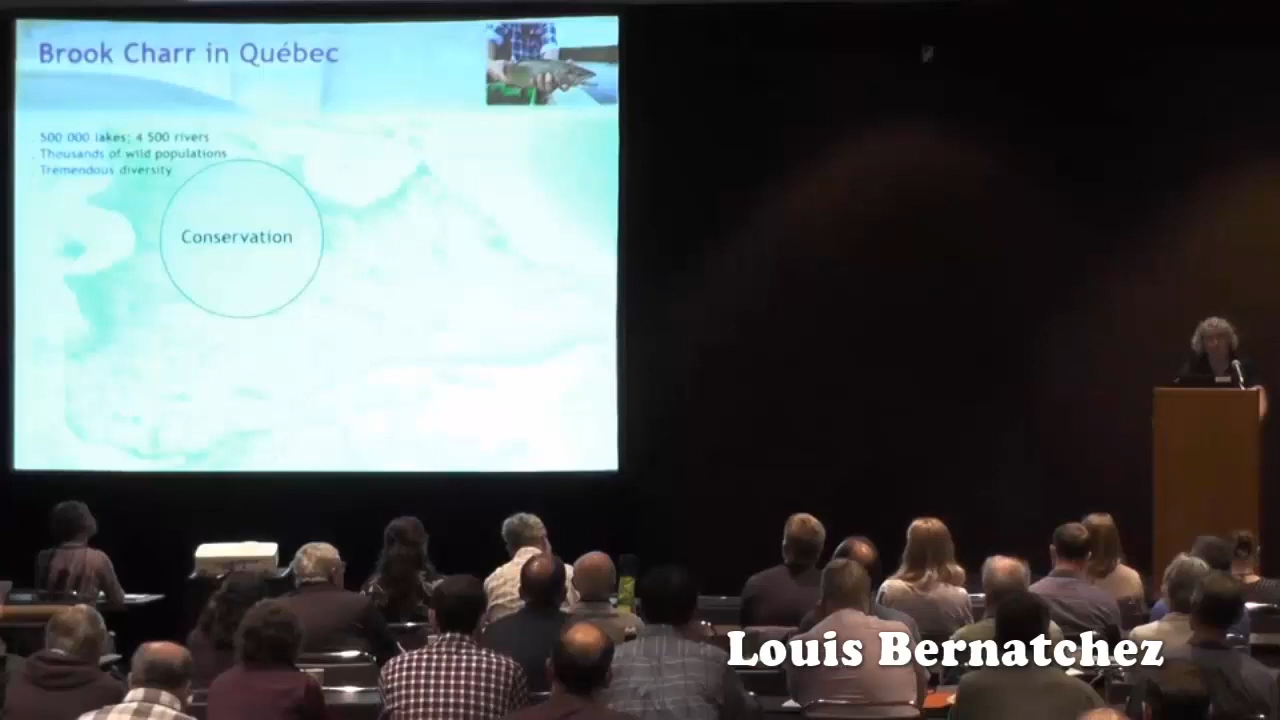 Brook Charr in Québec
. 500 000 lakes; 4 500 rivers
. Thousands of wild populations
. Tremendous diversity
Conservation
Louis Bernatchez